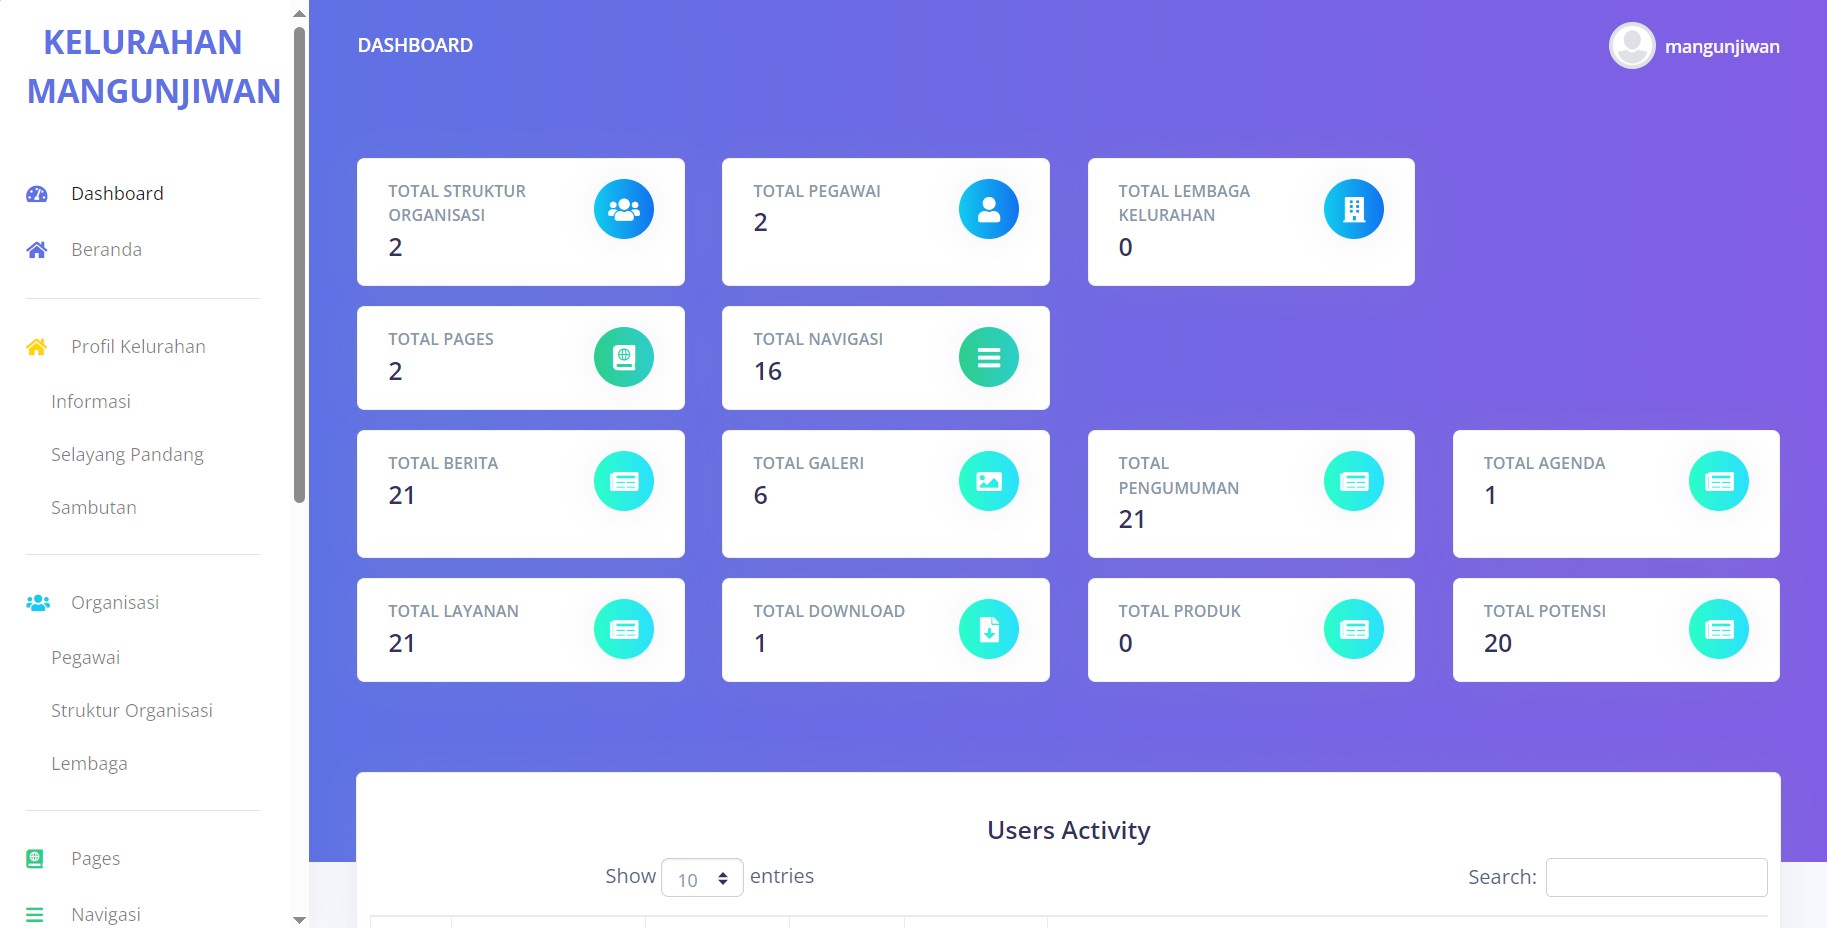 KELURAHAN
MANGUNJIWAN
Dashboard
Beranda
Profil Kelurahan
Informasi
Selayang Pandang
Sambutan
Organisasi
Pegawai
Struktur Organisasi
Lembaga
Pages
Navigasi
DASHBOARD
mangunjiwan
TOTAL STRUKTUR
ORGANISASI
2
TOTAL PEGAWAI
2
TOTAL LEMBAGA
KELURAHAN
0
TOTAL PAGES
2
TOTAL NAVIGASI
16
TOTAL BERITA
21
TOTAL GALERI
6
TOTAL
PENGUMUMAN
21
TOTAL AGENDA
1
TOTAL LAYANAN
21
TOTAL DOWNLOAD
1
TOTAL PRODUK
0
TOTAL POTENSI
20
Users Activity
Show 10 entries
Search: